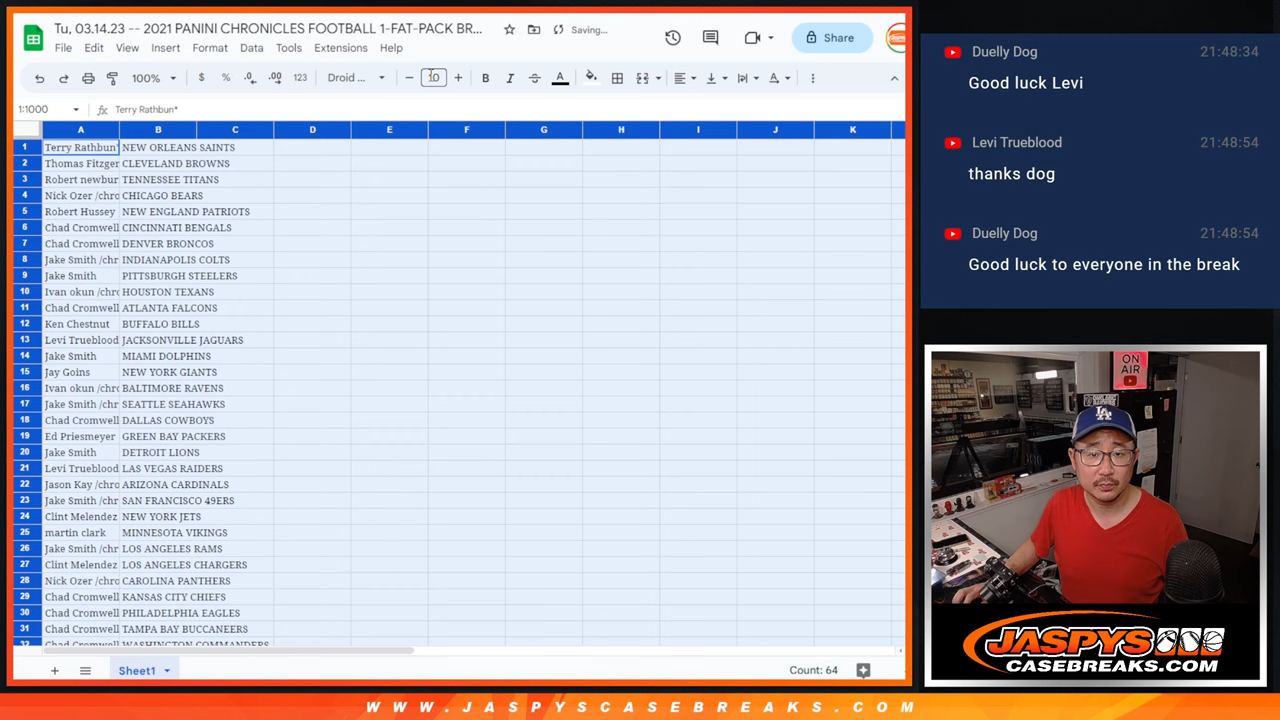 Tu, 03.14.23 -- 2021 PANINI CHRONICLES FOOTBALL 1-FAT-PACK BR...
Saving...
Share
File Edit View Insert Format Data Tools Extensions Help
100% $ % .0 .00 123 Droid ... 10 B I A
1:1000 fx Terry Rathbun*
A B C D E F G H I J K
1 Terry Rathbun* NEW ORLEANS SAINTS
2 Thomas Fitzger CLEVELAND BROWNS
3 Robert newbur TENNESSEE TITANS
4 Nick Ozer /chro CHICAGO BEARS
5 Robert Hussey NEW ENGLAND PATRIOTS
6 Chad Cromwell CINCINNATI BENGALS
7 Chad Cromwell DENVER BRONCOS
8 Jake Smith /chr INDIANAPOLIS COLTS
9 Jake Smith PITTSBURGH STEELERS
10 Ivan okun /chro HOUSTON TEXANS
11 Chad Cromwell ATLANTA FALCONS
12 Ken Chestnut BUFFALO BILLS
13 Levi Trueblood JACKSONVILLE JAGUARS
14 Jake Smith MIAMI DOLPHINS
15 Jay Goins NEW YORK GIANTS
16 Ivan okun /chro BALTIMORE RAVENS
17 Jake Smith /chr SEATTLE SEAHAWKS
18 Chad Cromwell DALLAS COWBOYS
19 Ed Priesmeyer GREEN BAY PACKERS
20 Jake Smith DETROIT LIONS
21 Levi Trueblood LAS VEGAS RAIDERS
22 Jason Kay /chro ARIZONA CARDINALS
23 Jake Smith /chr SAN FRANCISCO 49ERS
24 Clint Melendez NEW YORK JETS
25 martin clark MINNESOTA VIKINGS
26 Jake Smith /chr LOS ANGELES RAMS
27 Clint Melendez LOS ANGELES CHARGERS
28 Nick Ozer /chro CAROLINA PANTHERS
29 Chad Cromwell KANSAS CITY CHIEFS
30 Chad Cromwell PHILADELPHIA EAGLES
31 Chad Cromwell TAMPA BAY BUCCANEERS
32 Chad Cromwell WASHINGTON COMMANDERS
Sheet1
Count: 64
Duelly Dog 21:48:34
Good luck Levi
Levi Trueblood 21:48:54
thanks dog
Duelly Dog 21:48:54
Good luck to everyone in the break
ON
AIR
LA
JASPYS
CASEBREAKS.COM
WWW.JASPYSCASEBREAKS.COM